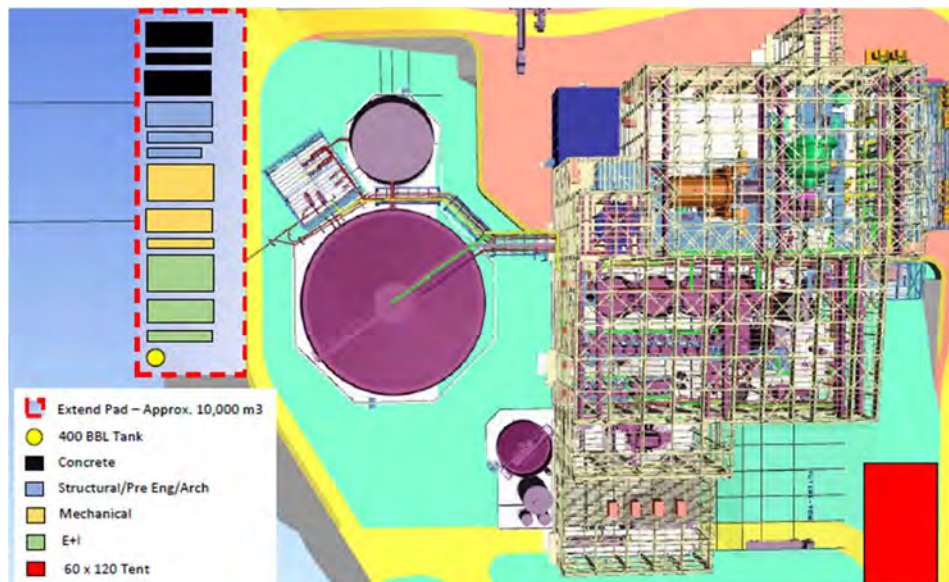 Extend Pad – Approx. 10,000 m3
400 BBL Tank
Concrete
Structural/Pre Eng/Arch
Mechanical
E+I
60 x 120 Tent